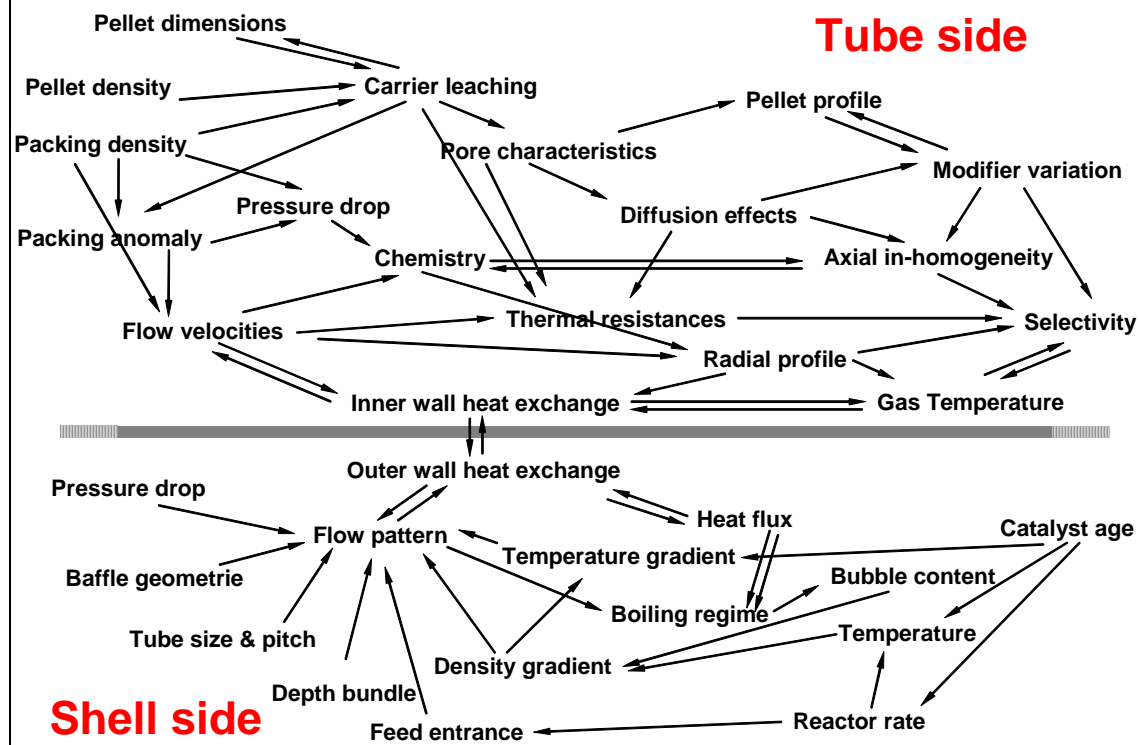 Pellet dimensions
Tube side
Pellet density
Carrier leaching
Pellet profile
Packing density
Pore characteristics
Modifier variation
Pressure drop
Diffusion effects
Packing anomaly
Chemistry
Axial in-homogeneity
Flow velocities
Thermal resistances
Selectivity
Radial profile
Inner wall heat exchange
Gas Temperature
Outer wall heat exchange
Pressure drop
Heat flux
Catalyst age
Flow pattern
Temperature gradient
Baffle geometrie
Bubble content
Boiling regime
Tube size & pitch
Temperature
Density gradient
Depth bundle
Shell side
Feed entrance
Reactor rate